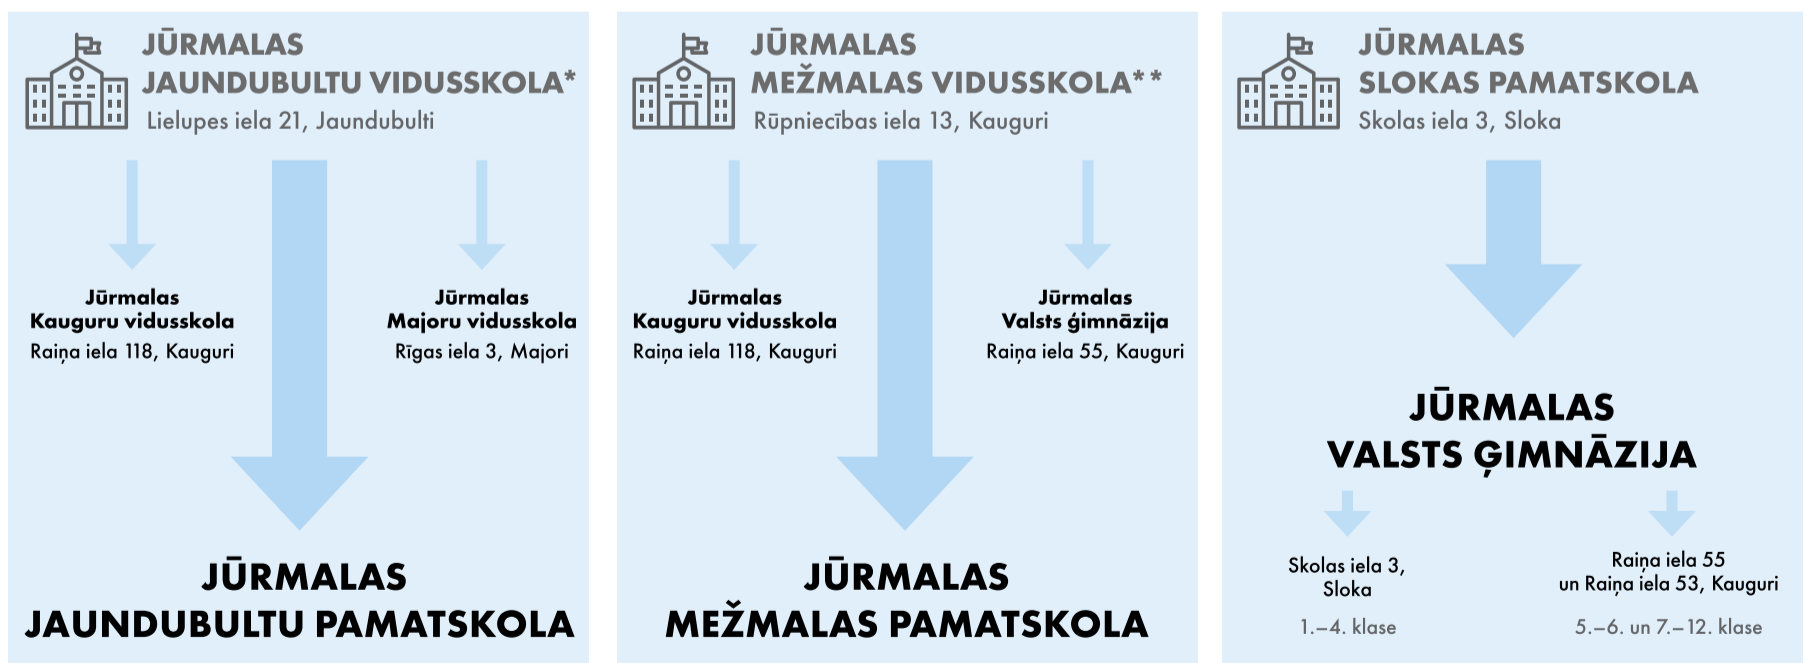 JŪRMALAS
JAUNDUBULTU VIDUSSKOLA*
Lielupes iela 21, Jaundubulti
Jūrmalas
Kauguru vidusskola
Raiņa iela 118, Kauguri
Jūrmalas
Majoru vidusskola
Rīgas iela 3, Majori
JŪRMALAS
JAUNDUBULTU PAMATSKOLA
JŪRMALAS
MEŽMALAS VIDUSSKOLA**
Rūpniecības iela 13, Kauguri
Jūrmalas
Kauguru vidusskola
Raiņa iela 118, Kauguri
Jūrmalas
Valsts ģimnāzija
Raiņa iela 55, Kauguri
JŪRMALAS
MEŽMALAS PAMATSKOLA
JŪRMALAS
SLOKAS PAMATSKOLA
Skolas iela 3, Sloka
JŪRMALAS
VALSTS ĢIMNĀZIJA
Skolas iela 3,
Sloka
1.–4. klase
Raiņa iela 55
un Raiņa iela 53, Kauguri
5.–6. un 7.–12. klase